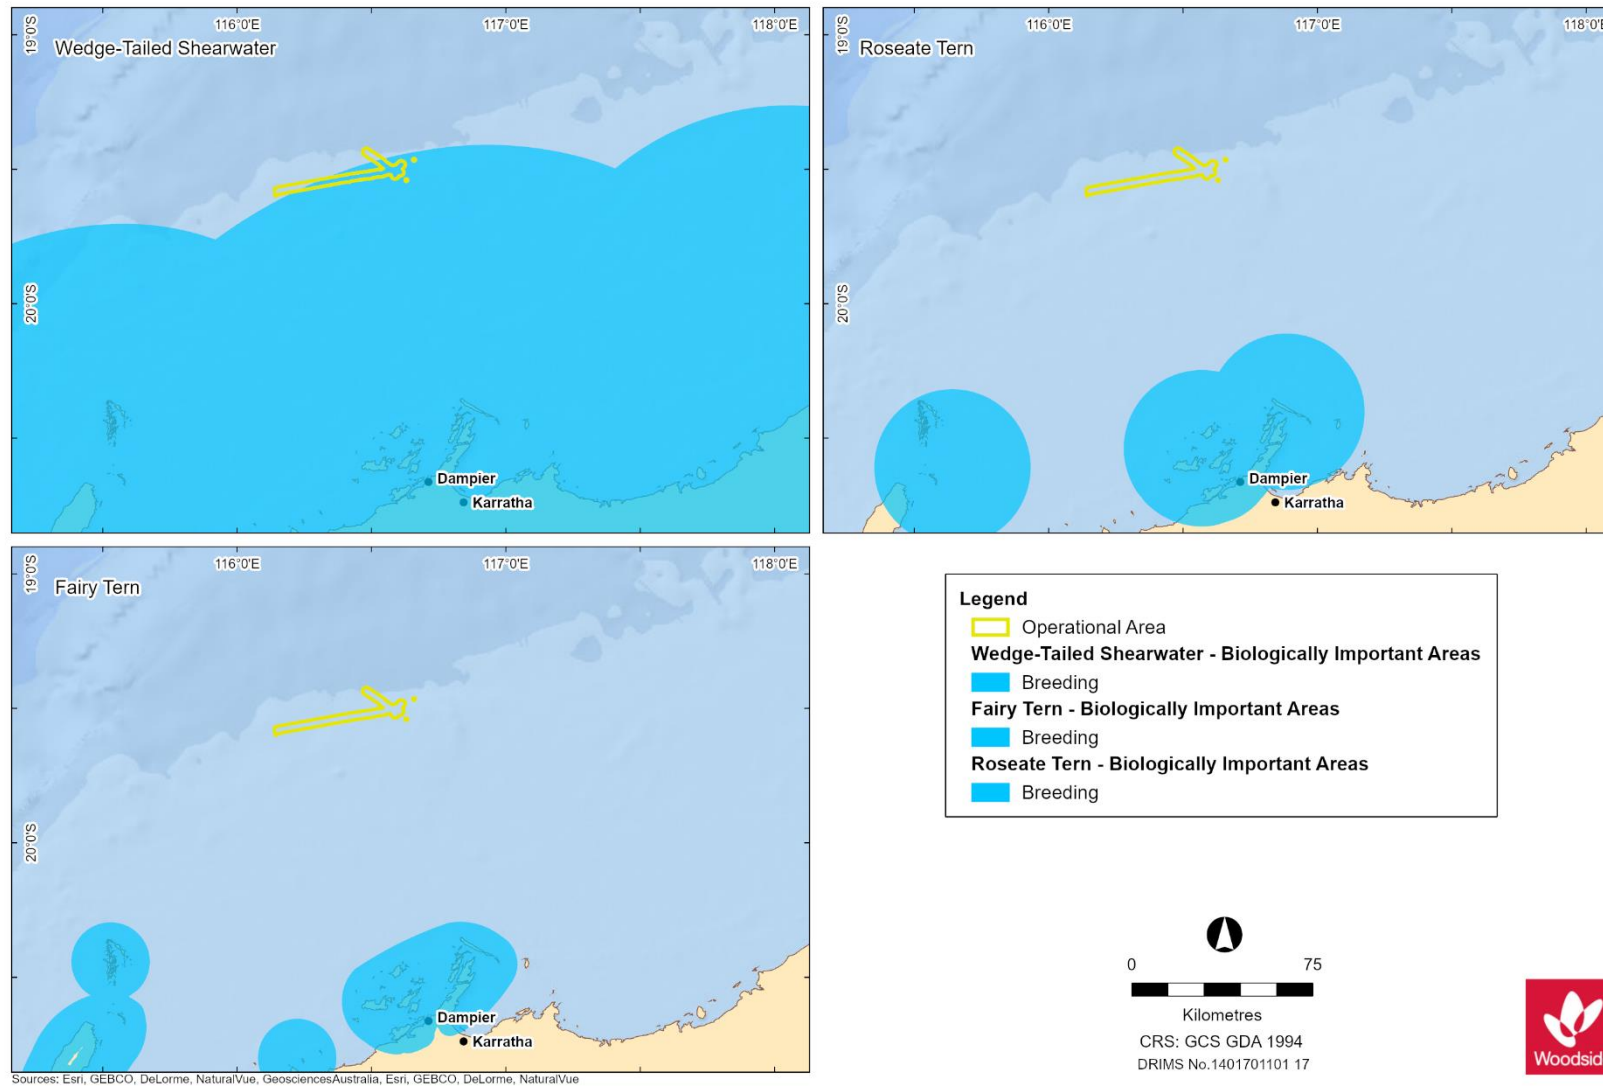 116°0'E 117°0'E 118°0'E
19°0'S
Wedge-Tailed Shearwater
20°0'S
Dampier
Karratha
116°0'E 117°0'E 118°0'E
19°0'S
Roseate Tern
20°0'S
Dampier
Karratha
116°0'E 117°0'E 118°0'E
19°0'S
Fairy Tern
20°0'S
Dampier
Karratha
Sources: Esri, GEBCO, DeLorme, NaturalVue, GeosciencesAustralia, Esri, GEBCO, DeLorme, NaturalVue
Legend
Operational Area
Wedge-Tailed Shearwater - Biologically Important Areas
Breeding
Fairy Tern - Biologically Important Areas
Breeding
Roseate Tern - Biologically Important Areas
Breeding
0 75
Kilometres
CRS: GCS GDA 1994
DRIMS No.1401701101 17
Woodside